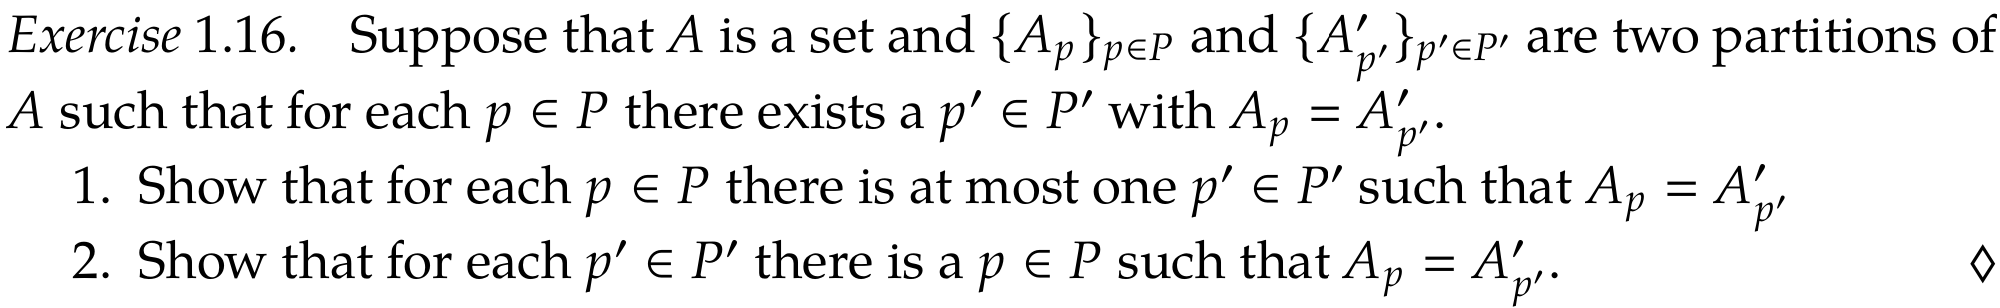 Exercise 1.16. Suppose that A is a set and {A_p}_{p∈P} and {A′_{p′}}_{p′∈P′} are two partitions of
A such that for each p ∈ P there exists a p′ ∈ P′ with A_p = A′_{p′}.
1. Show that for each p ∈ P there is at most one p′ ∈ P′ such that A_p = A′_{p′}
2. Show that for each p′ ∈ P′ there is a p ∈ P such that A_p = A′_{p′}. ◊